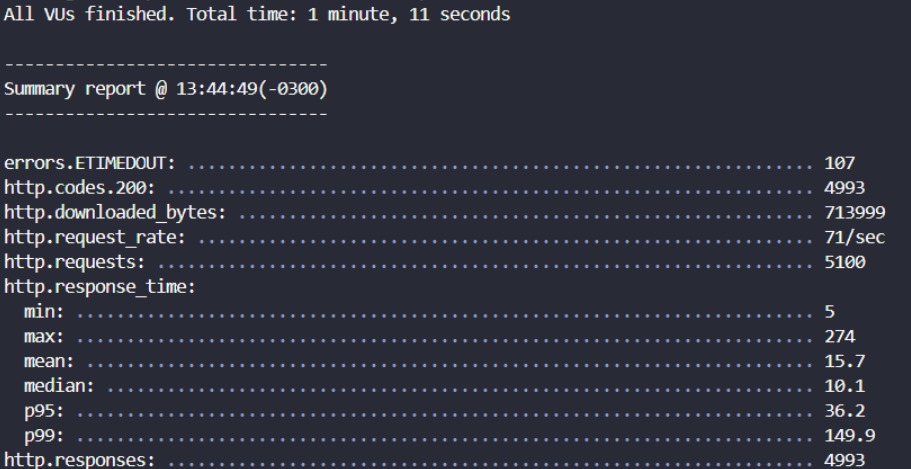 All VUs finished. Total time: 1 minute, 11 seconds
--------------------------------
Summary report @ 13:44:49(-0300)
--------------------------------
errors.ETIMEDOUT: .............................................................. 107
http.codes.200: ................................................................ 4993
http.downloaded_bytes: ......................................................... 713999
http.request_rate: ............................................................. 71/sec
http.requests: ................................................................. 5100
http.response_time:
  min: ......................................................................... 5
  max: ......................................................................... 274
  mean: ........................................................................ 15.7
  median: ...................................................................... 10.1
  p95: ......................................................................... 36.2
  p99: ......................................................................... 149.9
http.responses: ................................................................ 4993